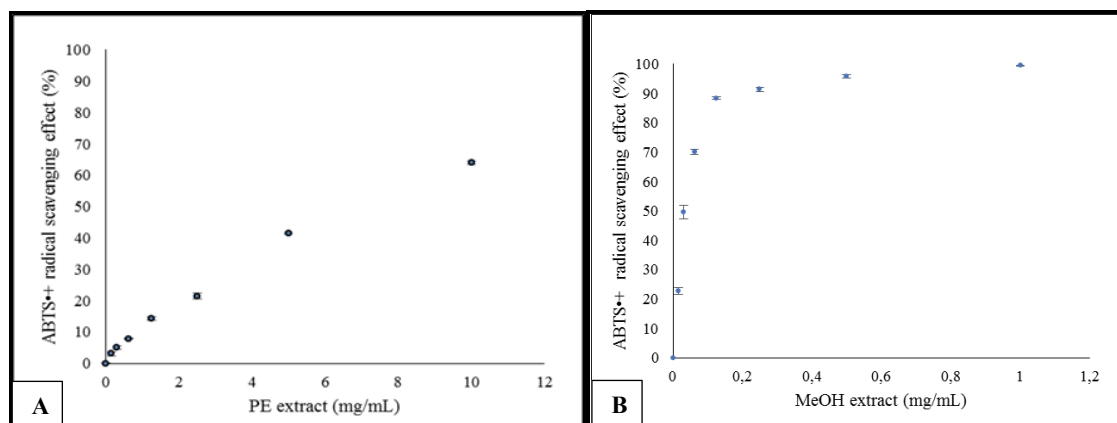 100
90
80
70
60
50
40
30
20
10
0
ABTS•+ radical scavenging effect (%)
0 2 4 6 8 10 12
PE extract (mg/mL)
A
100
90
80
70
60
50
40
30
20
10
0
ABTS•+ radical scavenging effect (%)
0 0,2 0,4 0,6 0,8 1 1,2
MeOH extract (mg/mL)
B